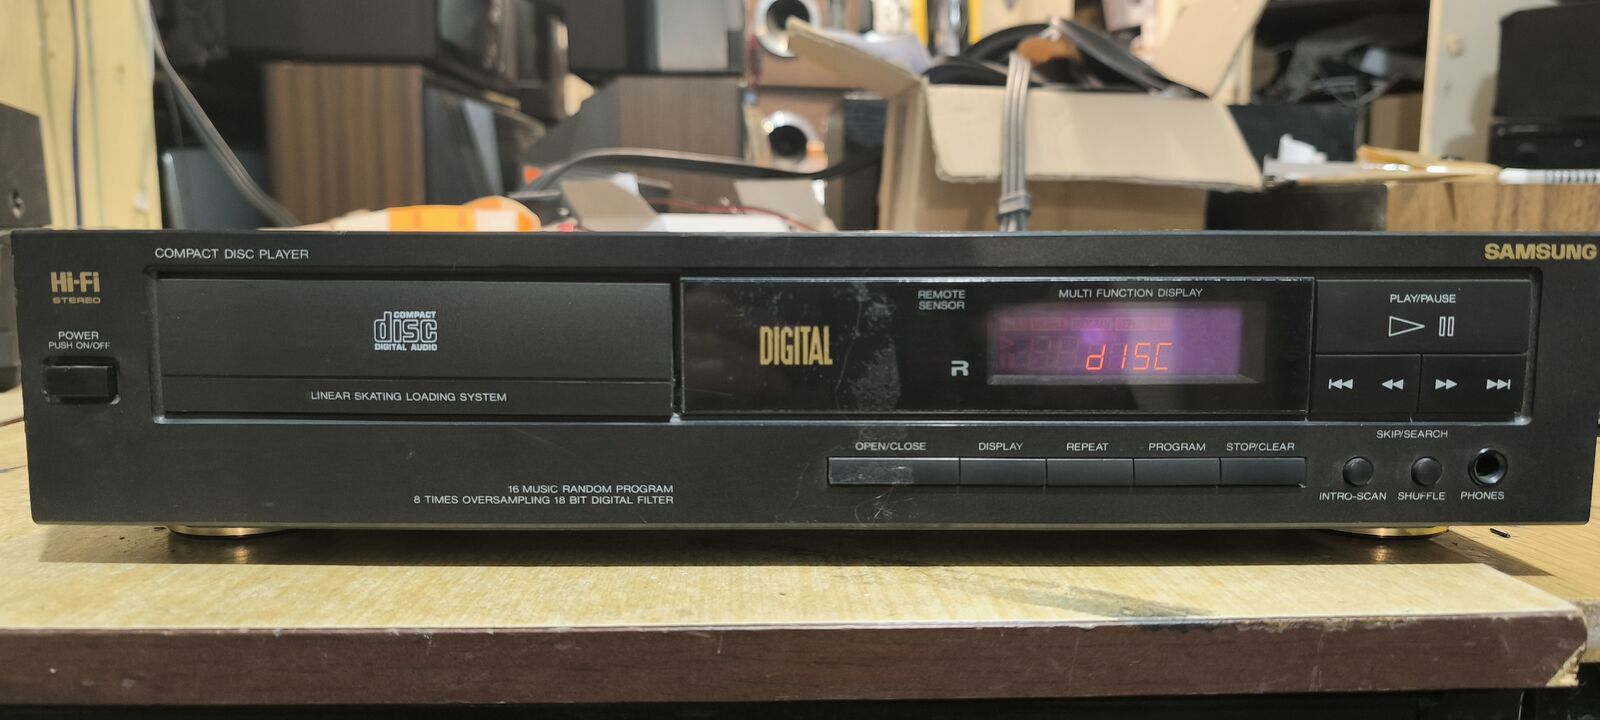 COMPACT DISC PLAYER
SAMSUNG
Hi-Fi
STEREO
POWER
PUSH ON/OFF
COMPACT
disc
DIGITAL AUDIO
LINEAR SKATING LOADING SYSTEM
DIGITAL
REMOTE
SENSOR
R
MULTI FUNCTION DISPLAY
dISC
PLAY/PAUSE
SKIP/SEARCH
OPEN/CLOSE
DISPLAY
REPEAT
PROGRAM
STOP/CLEAR
INTRO-SCAN
SHUFFLE
PHONES
16 MUSIC RANDOM PROGRAM
8 TIMES OVERSAMPLING 18 BIT DIGITAL FILTER